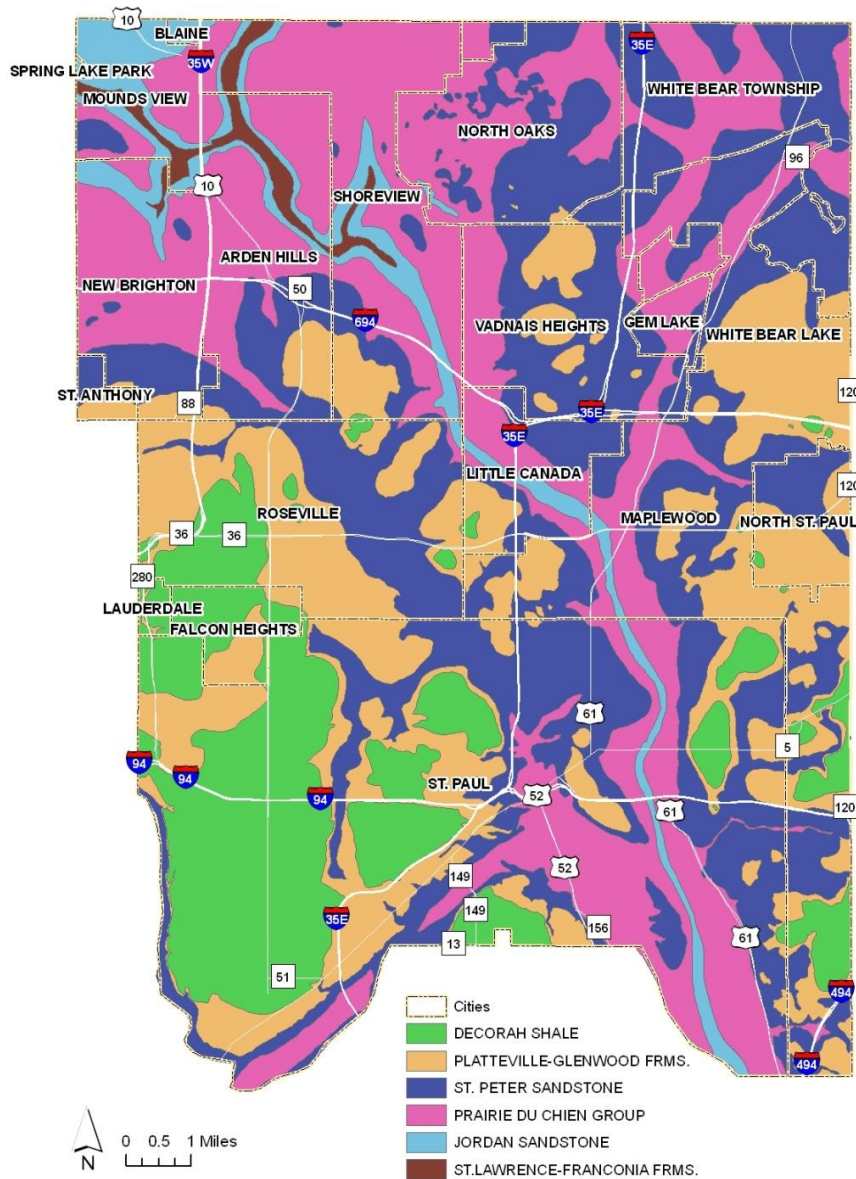 10
BLAINE
35W
35E
SPRING LAKE PARK
MOUNDS VIEW
WHITE BEAR TOWNSHIP
NORTH OAKS
96
10
SHOREVIEW
ARDEN HILLS
NEW BRIGHTON
50
694
VADNAIS HEIGHTS
GEM LAKE
WHITE BEAR LAKE
ST. ANTHONY
88
120
35E
35E
LITTLE CANADA
120
ROSEVILLE
MAPLEWOOD
NORTH ST. PAUL
36
36
280
LAUDERDALE
FALCON HEIGHTS
61
5
94
94
94
ST. PAUL
52
61
120
149
52
35E
149
156
13
61
51
494
494
Cities
DECORAH SHALE
PLATTEVILLE-GLENWOOD FRMS.
ST. PETER SANDSTONE
PRAIRIE DU CHIEN GROUP
JORDAN SANDSTONE
ST.LAWRENCE-FRANCONIA FRMS.
0 0.5 1 Miles
N